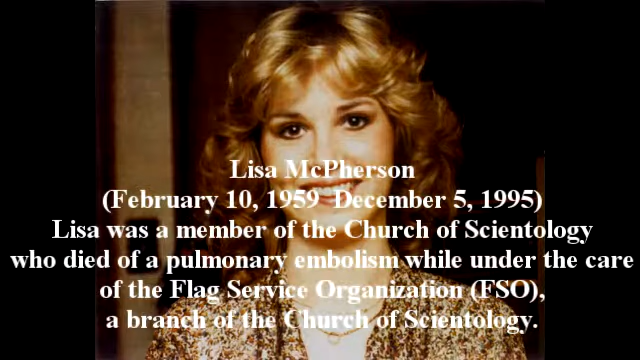 Lisa McPherson
(February 10, 1959  December 5, 1995)
Lisa was a member of the Church of Scientology
who died of a pulmonary embolism while under the care
of the Flag Service Organization (FSO),
a branch of the Church of Scientology.